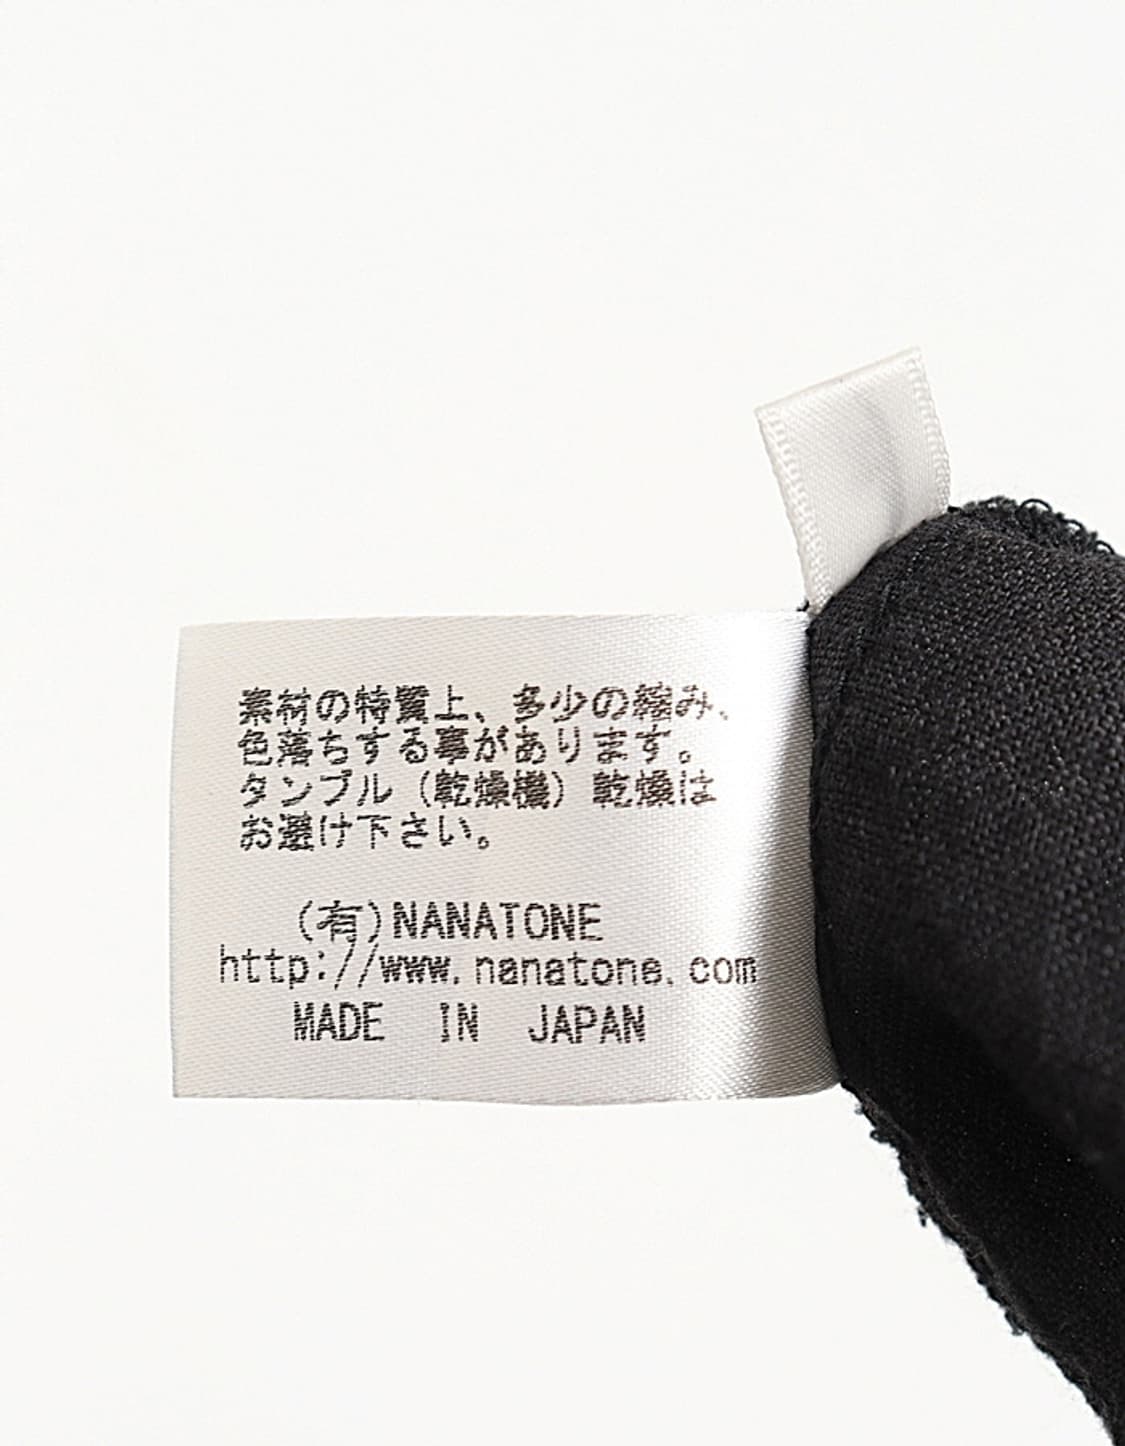 素材の特質上、多少の縮み、
色落ちする事があります。
タンブル（乾燥機）乾燥は
お避け下さい。
(有)NANATONE
http://www.nanatone.com
MADE IN JAPAN